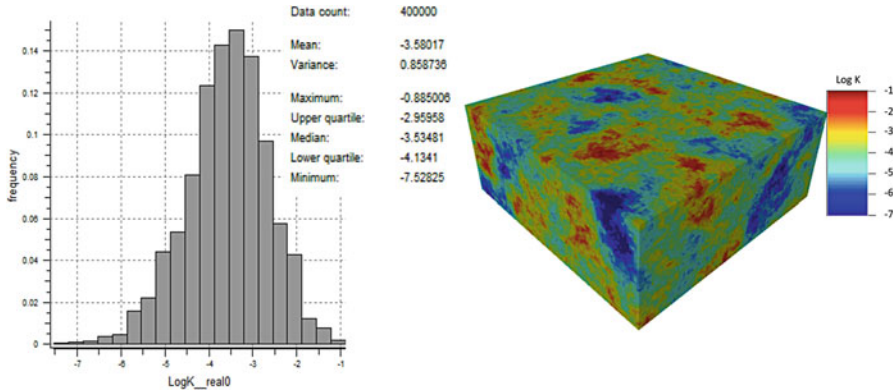 Data count: 400000
Mean: -3.58017
Variance: 0.858736
Maximum: -0.885006
Upper quartile: -2.95958
Median: -3.53481
Lower quartile: -4.1341
Minimum: -7.52825
frequency
0.14
0.12
0.1
0.08
0.06
0.04
0.02
0
-7 -6 -5 -4 -3 -2 -1
LogK__real0
Log K
-1
-2
-3
-4
-5
-6
-7